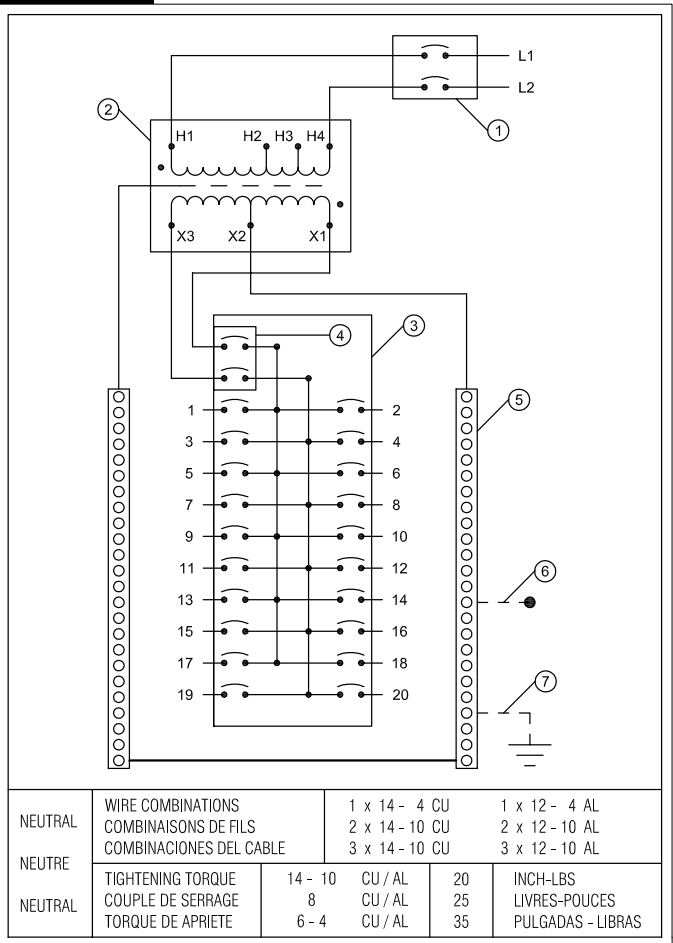 L1
L2
1
2
H1 H2 H3 H4
X3 X2 X1
3
4
5
1 2
3 4
5 6
7 8
9 10
11 12
13 14
15 16
17 18
19 20
6
7
NEUTRAL
NEUTRE
NEUTRAL
WIRE COMBINATIONS 1 x 14 - 4 CU 1 x 12 - 4 AL
COMBINAISONS DE FILS 2 x 14 - 10 CU 2 x 12 - 10 AL
COMBINACIONES DEL CABLE 3 x 14 - 10 CU 3 x 12 - 10 AL
TIGHTENING TORQUE 14 - 10 CU / AL 20 INCH-LBS
COUPLE DE SERRAGE 8 CU / AL 25 LIVRES-POUCES
TORQUE DE APRIETE 6 - 4 CU / AL 35 PULGADAS - LIBRAS